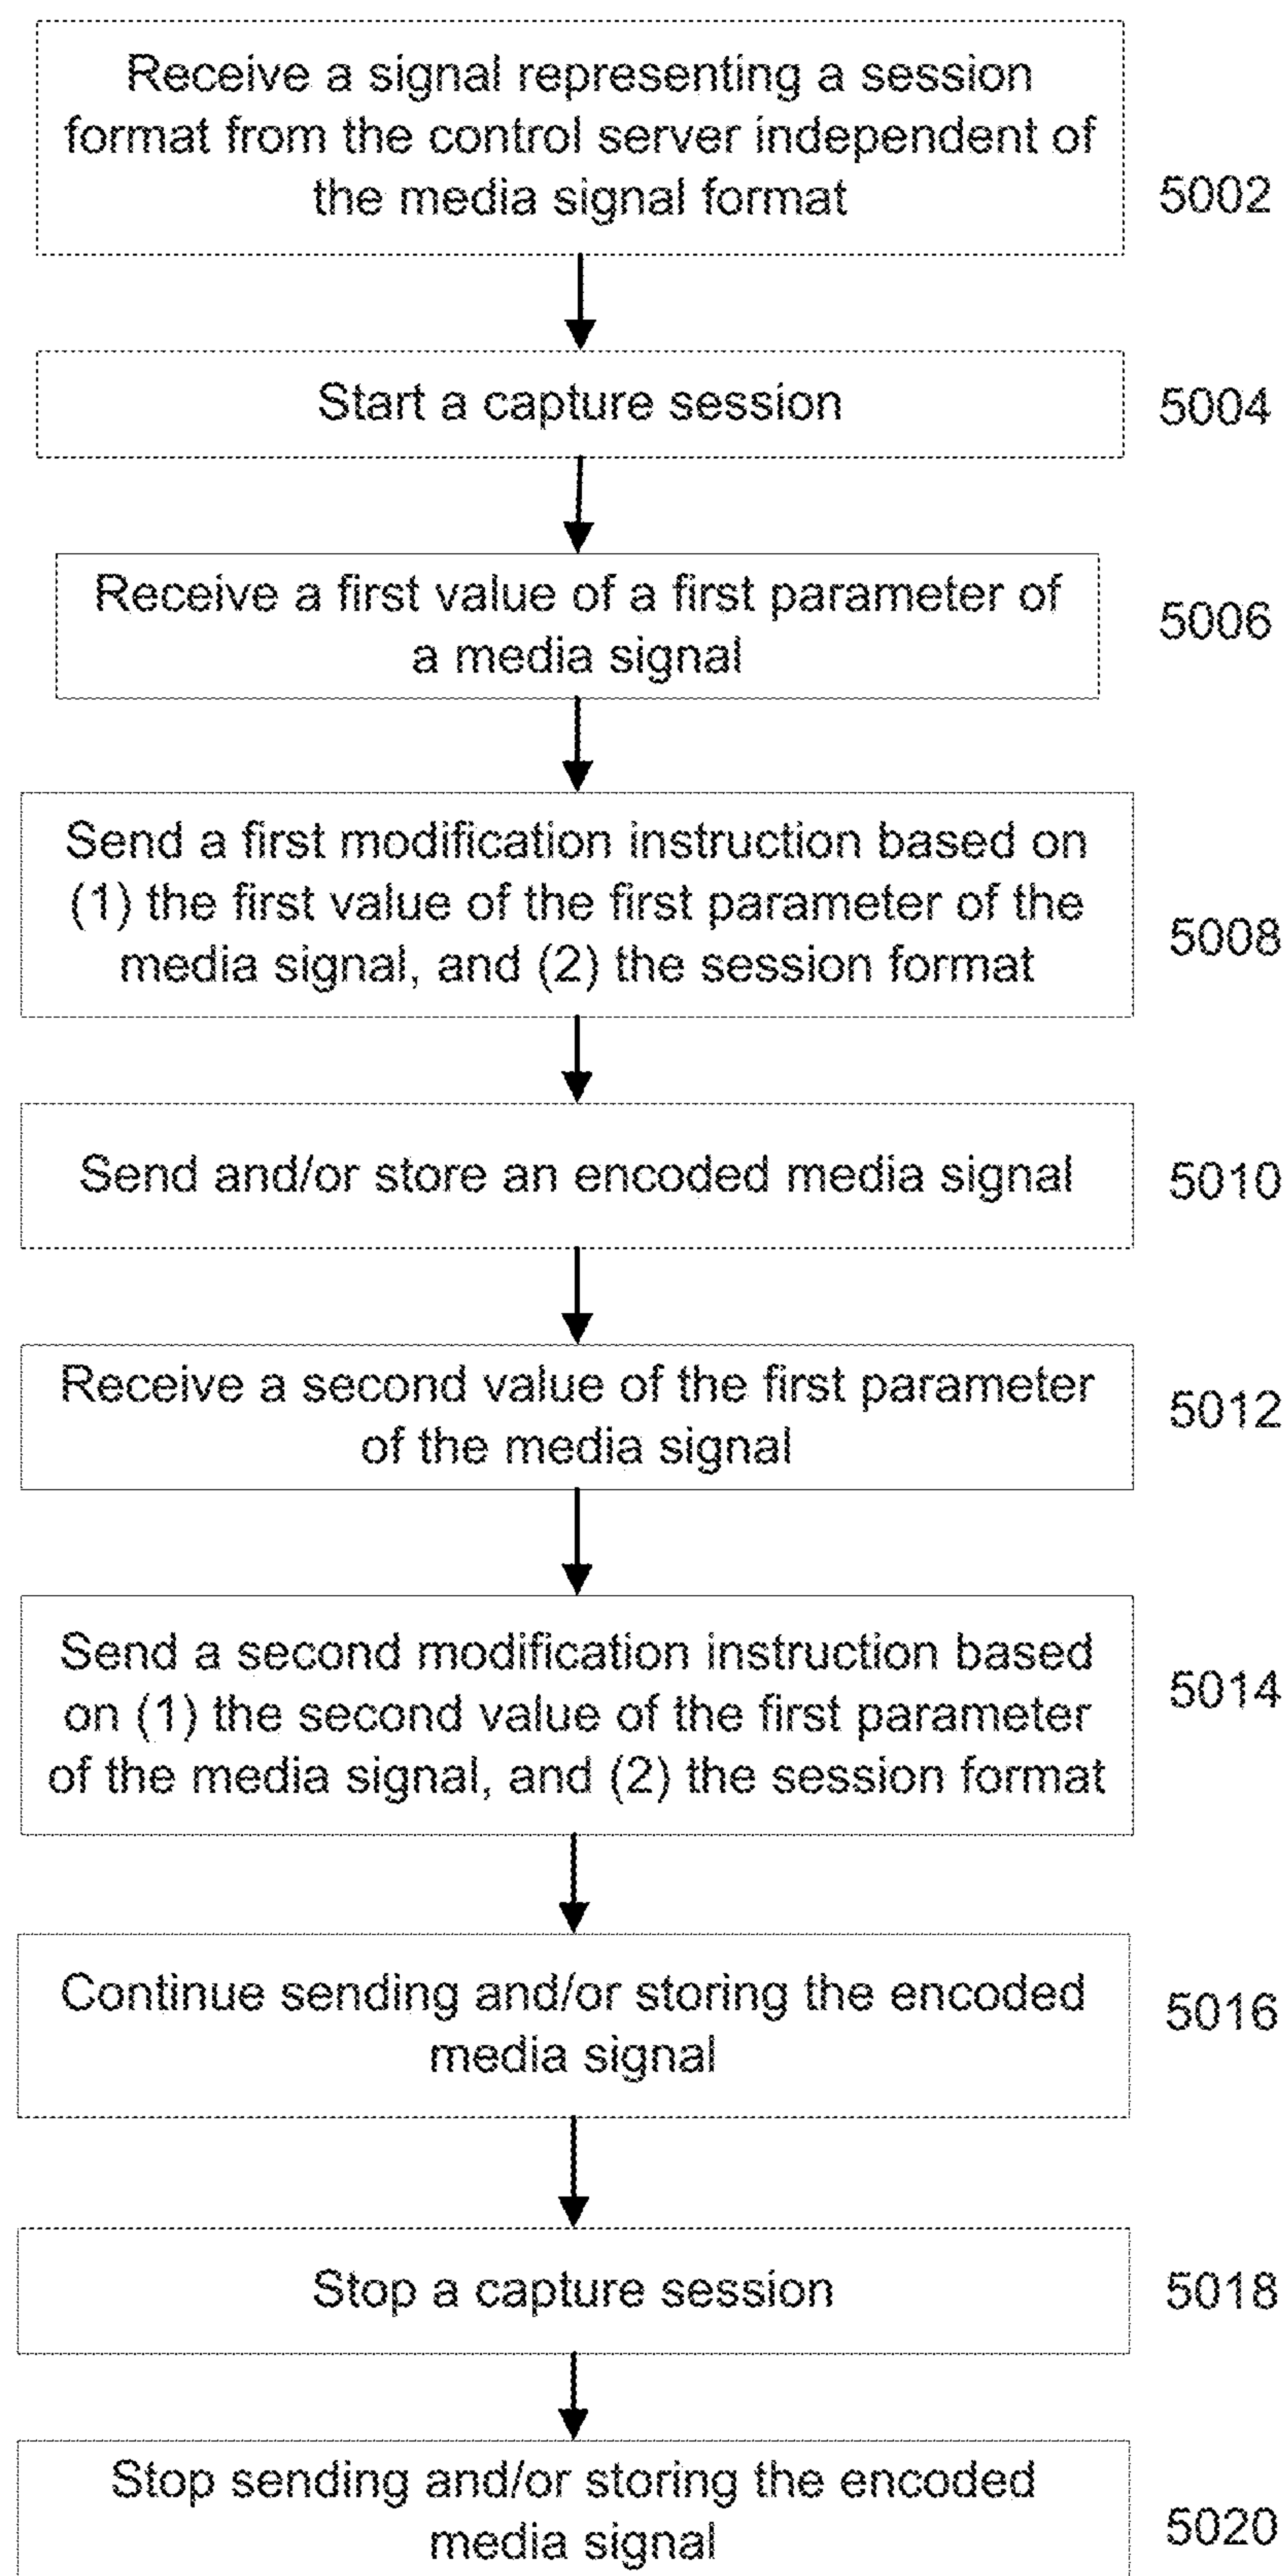 Receive a signal representing a session
format from the control server independent of
the media signal format
5002
Start a capture session
5004
Receive a first value of a first parameter of
a media signal
5006
Send a first modification instruction based on
(1) the first value of the first parameter of the
media signal, and (2) the session format
5008
Send and/or store an encoded media signal
5010
Receive a second value of the first parameter
of the media signal
5012
Send a second modification instruction based
on (1) the second value of the first parameter
of the media signal, and (2) the session format
5014
Continue sending and/or storing the encoded
media signal
5016
Stop a capture session
5018
Stop sending and/or storing the encoded
media signal
5020